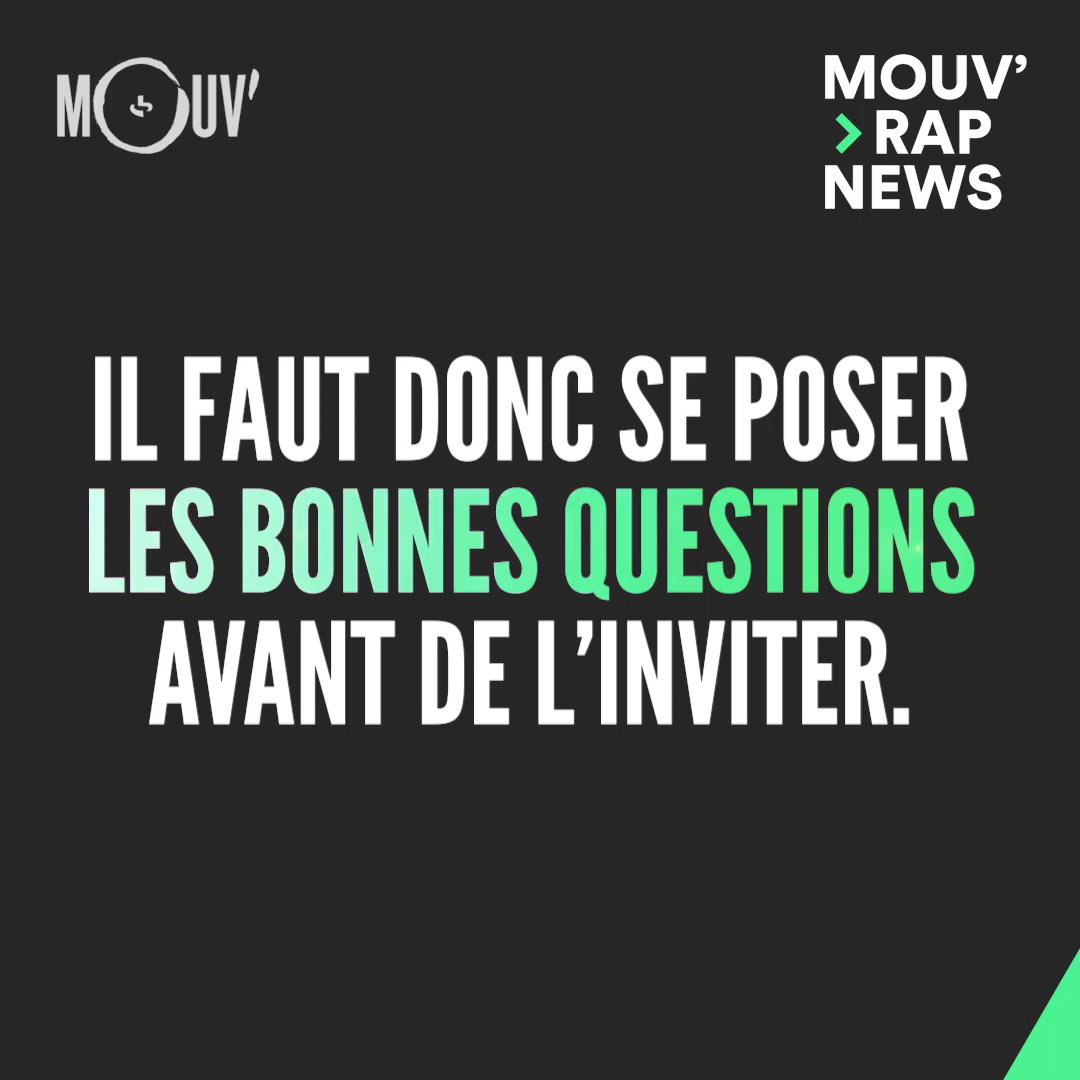 MOUV'
MOUV’
> RAP
NEWS
IL FAUT DONC SE POSER
LES BONNES QUESTIONS
AVANT DE L’INVITER.